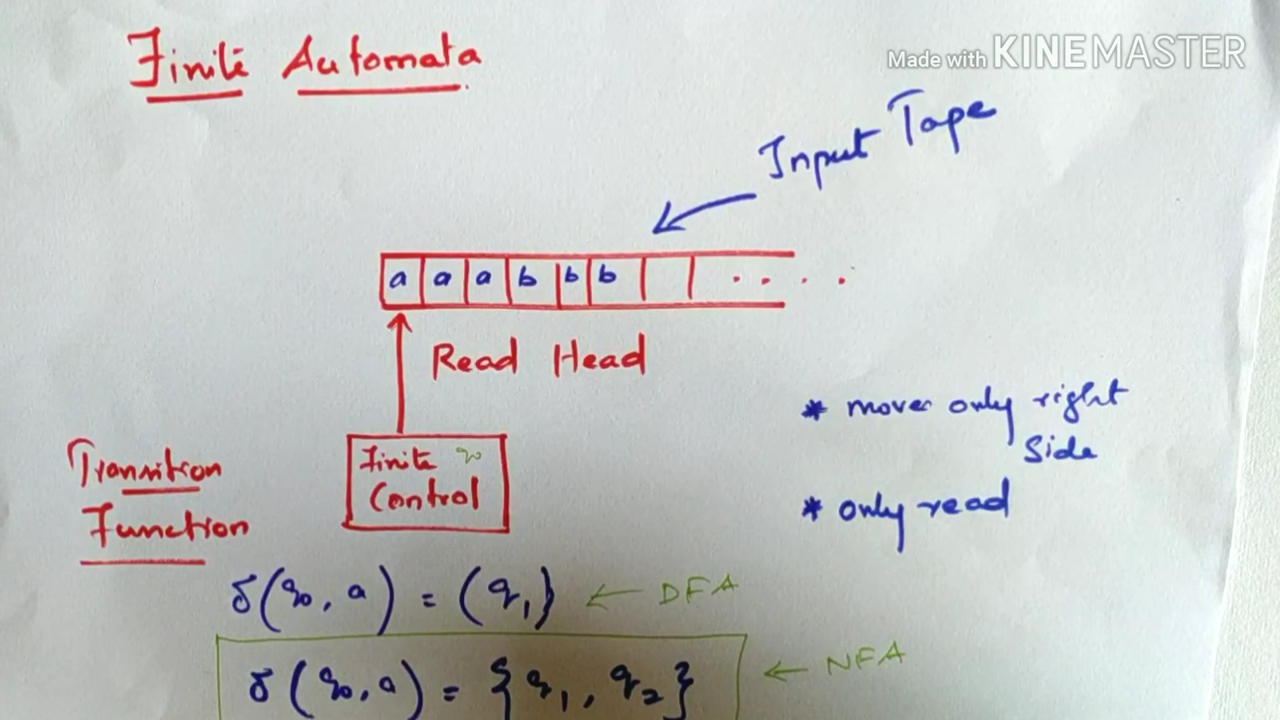 Finite Automata
Made with KINEMASTER
Input Tape
a a a b b b . . . .
Read Head
* moves only right
side
Finite q0
Control
* only read
Transition
Function
δ(q0, a) = (q1) ← DFA
δ(q0, a) = {q1, q2} ← NFA